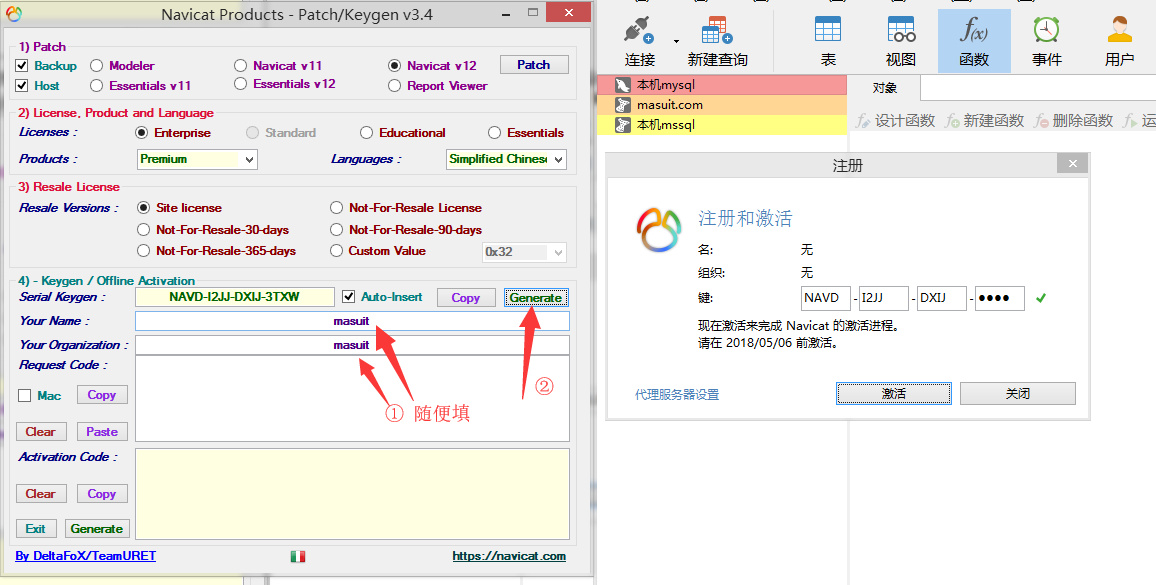 Navicat Products - Patch/Keygen v3.4
1) Patch
Backup Modeler Navicat v11 Navicat v12 Patch
Host Essentials v11 Essentials v12 Report Viewer
2) License, Product and Language
Licenses : Enterprise Standard Educational Essentials
Products : Premium Languages : Simplified Chinese
3) Resale License
Resale Versions : Site license Not-For-Resale License
Not-For-Resale-30-days Not-For-Resale-90-days
Not-For-Resale-365-days Custom Value 0x32
4) - Keygen / Offline Activation
Serial Keygen : NAVD-I2JJ-DXIJ-3TXW Auto-Insert Copy Generate
Your Name : masuit
Your Organization : masuit
Request Code :
②
① 随便填
Mac Copy
Clear Paste
Activation Code :
Clear Copy
Exit Generate
By DeltaFoX/TeamURET https://navicat.com
连接 新建查询 表 视图 f(x) 函数 事件 用户
本机mysql
masuit.com
本机mssql
对象
设计函数 新建函数 删除函数 运
注册
注册和激活
名: 无
组织: 无
键: NAVD - I2JJ - DXIJ - ●●●●
现在激活来完成 Navicat 的激活进程。
请在 2018/05/06 前激活。
代理服务器设置 激活 关闭